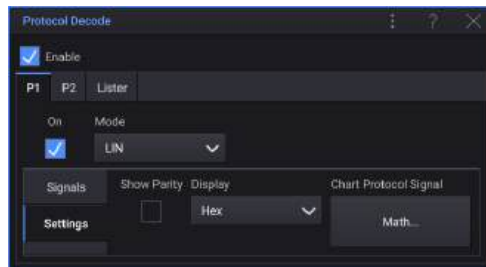 Protocol Decode ?
Enable
P1 P2 Lister
On Mode
LIN
Signals Show Parity Display Chart Protocol Signal
Hex
Settings Math...